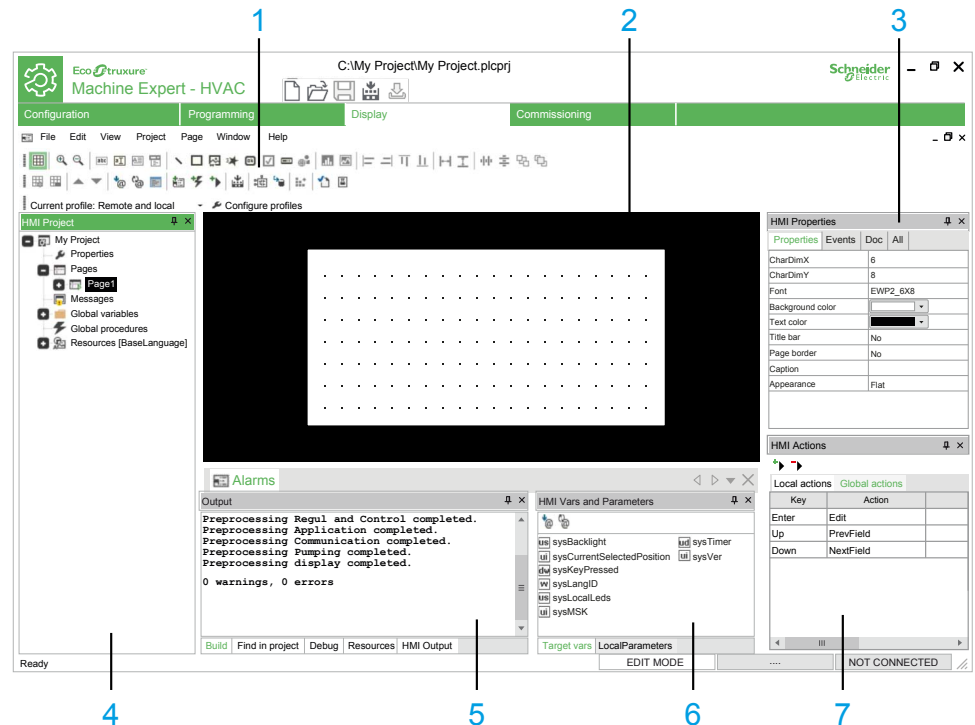 1
2
3
EcoStruxure
Machine Expert - HVAC
C:\My Project\My Project.plcprj
Schneider
Electric
Configuration
Programming
Display
Commissioning
File Edit View Project Page Window Help
Current profile: Remote and local
Configure profiles
HMI Project
My Project
Properties
Pages
Page1
Messages
Global variables
Global procedures
Resources [BaseLanguage]
HMI Properties
Properties Events Doc All
CharDimX 6
CharDimY 8
Font EWP2_6X8
Background color
Text color
Title bar No
Page border No
Caption
Appearance Flat
HMI Actions
Local actions Global actions
Key Action
Enter Edit
Up PrevField
Down NextField
Alarms
Output
Preprocessing Regul and Control completed.
Preprocessing Application completed.
Preprocessing Communication completed.
Preprocessing Pumping completed.
Preprocessing display completed.
0 warnings, 0 errors
Build Find in project Debug Resources HMI Output
HMI Vars and Parameters
us sysBacklight
ui sysCurrentSelectedPosition
dw sysKeyPressed
w sysLangID
us sysLocalLeds
ui sysMSK
ud sysTimer
ui sysVer
Target vars LocalParameters
Ready
EDIT MODE
....
NOT CONNECTED
4
5
6
7